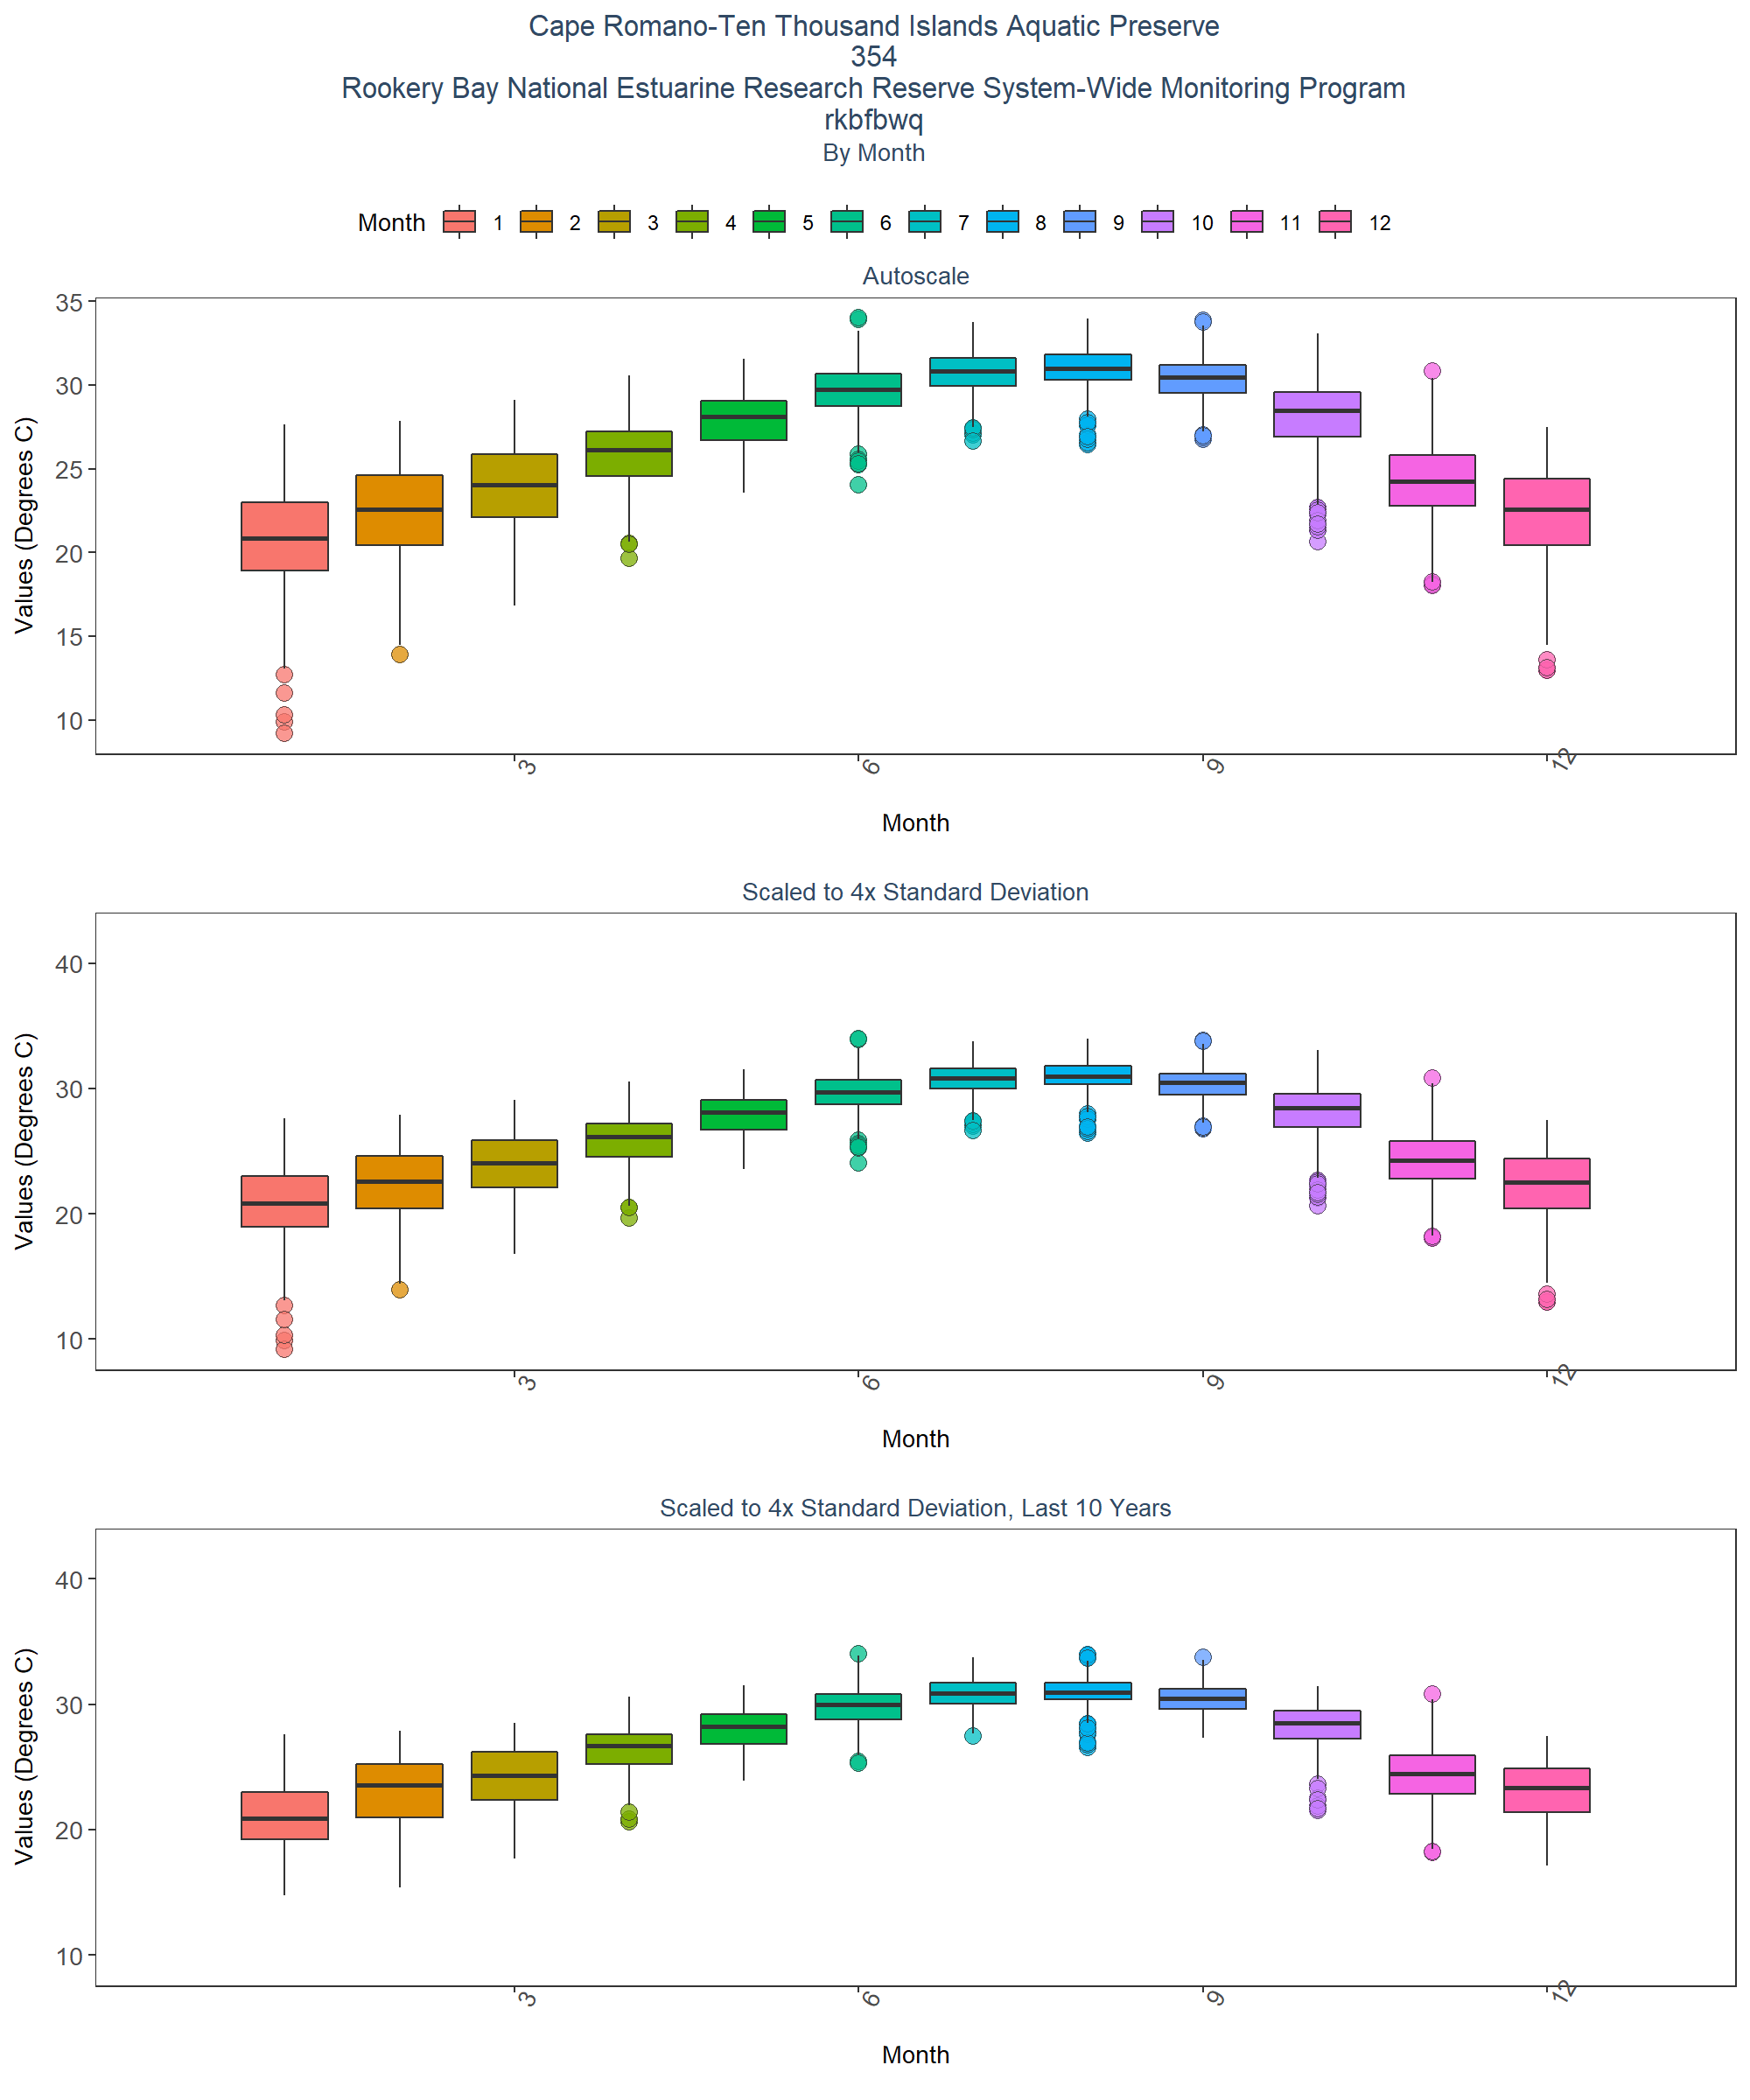 Cape Romano-Ten Thousand Islands Aquatic Preserve
354
Rookery Bay National Estuarine Research Reserve System-Wide Monitoring Program
rkbfbwq
By Month
Month 1 2 3 4 5 6 7 8 9 10 11 12
Autoscale
Values (Degrees C)
35
30
25
20
15
10
3 6 9 12
Month
Scaled to 4x Standard Deviation
Values (Degrees C)
40
30
20
10
3 6 9 12
Month
Scaled to 4x Standard Deviation, Last 10 Years
Values (Degrees C)
40
30
20
10
3 6 9 12
Month